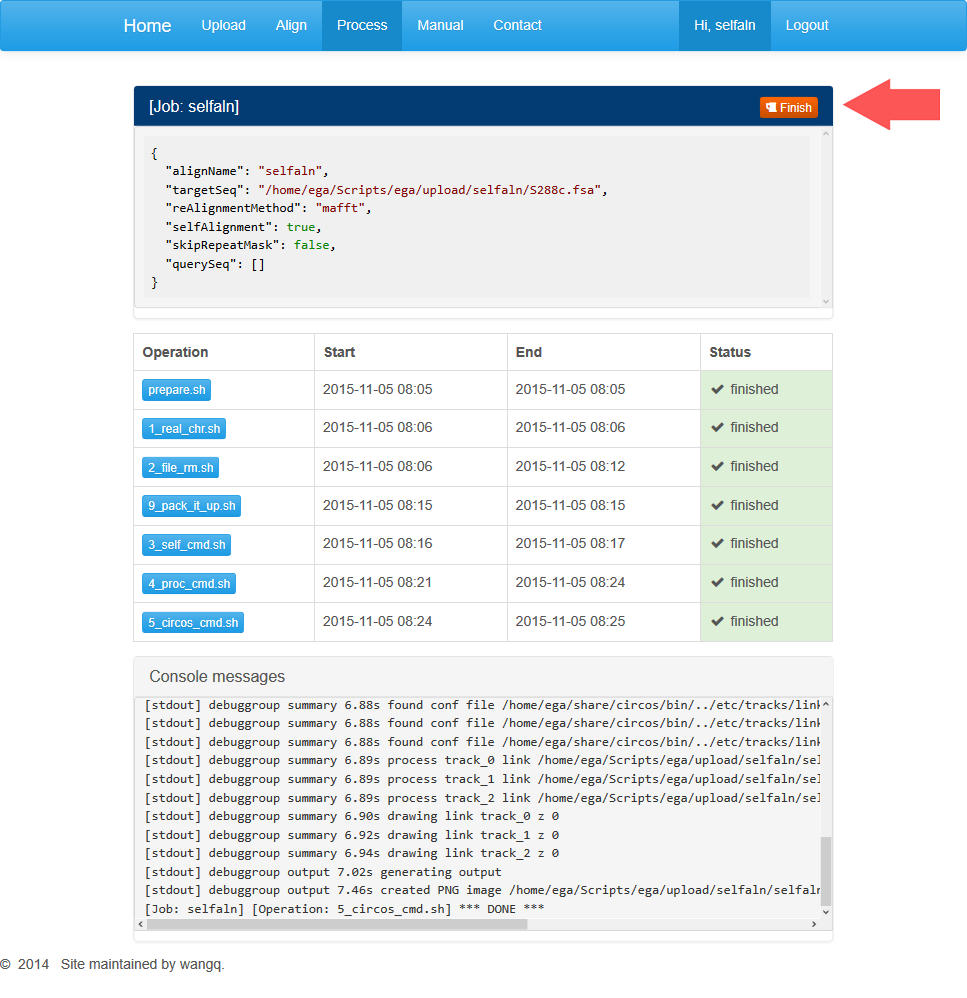 Home Upload Align Process Manual Contact Hi, selfaln Logout
[Job: selfaln] Finish
{
"alignName": "selfaln",
"targetSeq": "/home/ega/Scripts/ega/upload/selfaln/S288c.fsa",
"reAlignmentMethod": "mafft",
"selfAlignment": true,
"skipRepeatMask": false,
"querySeq": []
}
Operation Start End Status
prepare.sh 2015-11-05 08:05 2015-11-05 08:05 finished
1_real_chr.sh 2015-11-05 08:06 2015-11-05 08:06 finished
2_file_rm.sh 2015-11-05 08:06 2015-11-05 08:12 finished
9_pack_it_up.sh 2015-11-05 08:15 2015-11-05 08:15 finished
3_self_cmd.sh 2015-11-05 08:16 2015-11-05 08:17 finished
4_proc_cmd.sh 2015-11-05 08:21 2015-11-05 08:24 finished
5_circos_cmd.sh 2015-11-05 08:24 2015-11-05 08:25 finished
Console messages
[stdout] debuggroup summary 6.88s found conf file /home/ega/share/circos/bin/../etc/tracks/link
[stdout] debuggroup summary 6.88s found conf file /home/ega/share/circos/bin/../etc/tracks/link
[stdout] debuggroup summary 6.88s found conf file /home/ega/share/circos/bin/../etc/tracks/link
[stdout] debuggroup summary 6.89s process track_0 link /home/ega/Scripts/ega/upload/selfaln/sel
[stdout] debuggroup summary 6.89s process track_1 link /home/ega/Scripts/ega/upload/selfaln/sel
[stdout] debuggroup summary 6.89s process track_2 link /home/ega/Scripts/ega/upload/selfaln/sel
[stdout] debuggroup summary 6.90s drawing link track_0 z 0
[stdout] debuggroup summary 6.92s drawing link track_1 z 0
[stdout] debuggroup summary 6.94s drawing link track_2 z 0
[stdout] debuggroup output 7.02s generating output
[stdout] debuggroup output 7.46s created PNG image /home/ega/Scripts/ega/upload/selfaln/selfaln
[Job: selfaln] [Operation: 5_circos_cmd.sh] *** DONE ***
© 2014 Site maintained by wangq.